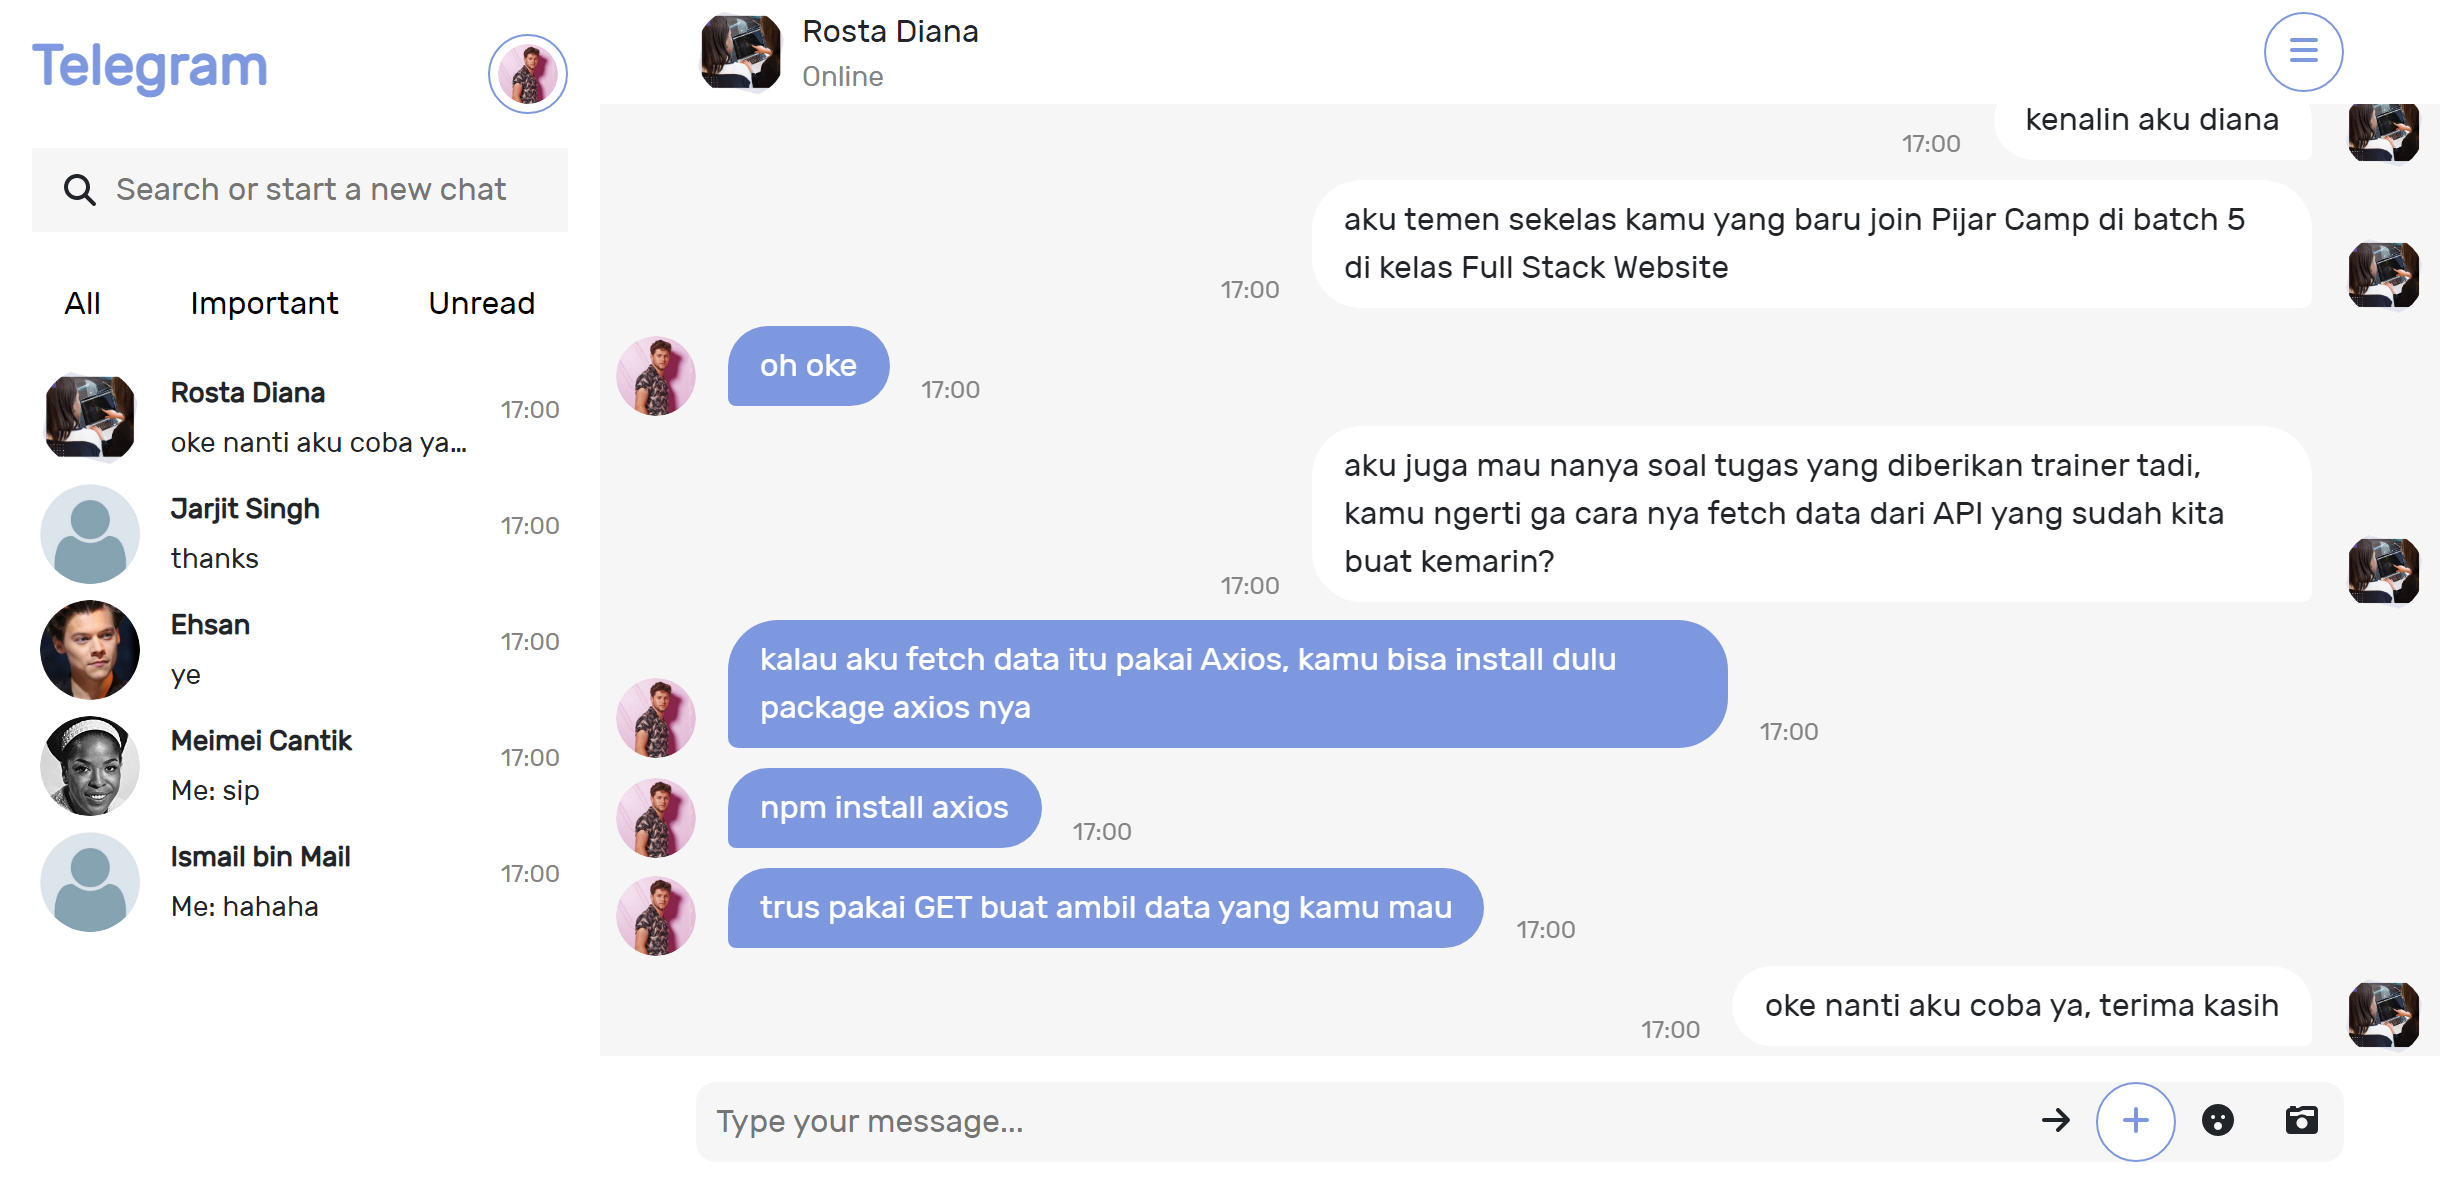 Telegram
Search or start a new chat
All
Important
Unread
Rosta Diana
17:00
oke nanti aku coba ya...
Jarjit Singh
17:00
thanks
Ehsan
17:00
ye
Meimei Cantik
17:00
Me: sip
Ismail bin Mail
17:00
Me: hahaha
Rosta Diana
Online
kenalin aku diana
17:00
aku temen sekelas kamu yang baru join Pijar Camp di batch 5
di kelas Full Stack Website
17:00
oh oke
17:00
aku juga mau nanya soal tugas yang diberikan trainer tadi,
kamu ngerti ga cara nya fetch data dari API yang sudah kita
buat kemarin?
17:00
kalau aku fetch data itu pakai Axios, kamu bisa install dulu
package axios nya
17:00
npm install axios
17:00
trus pakai GET buat ambil data yang kamu mau
17:00
oke nanti aku coba ya, terima kasih
17:00
Type your message...